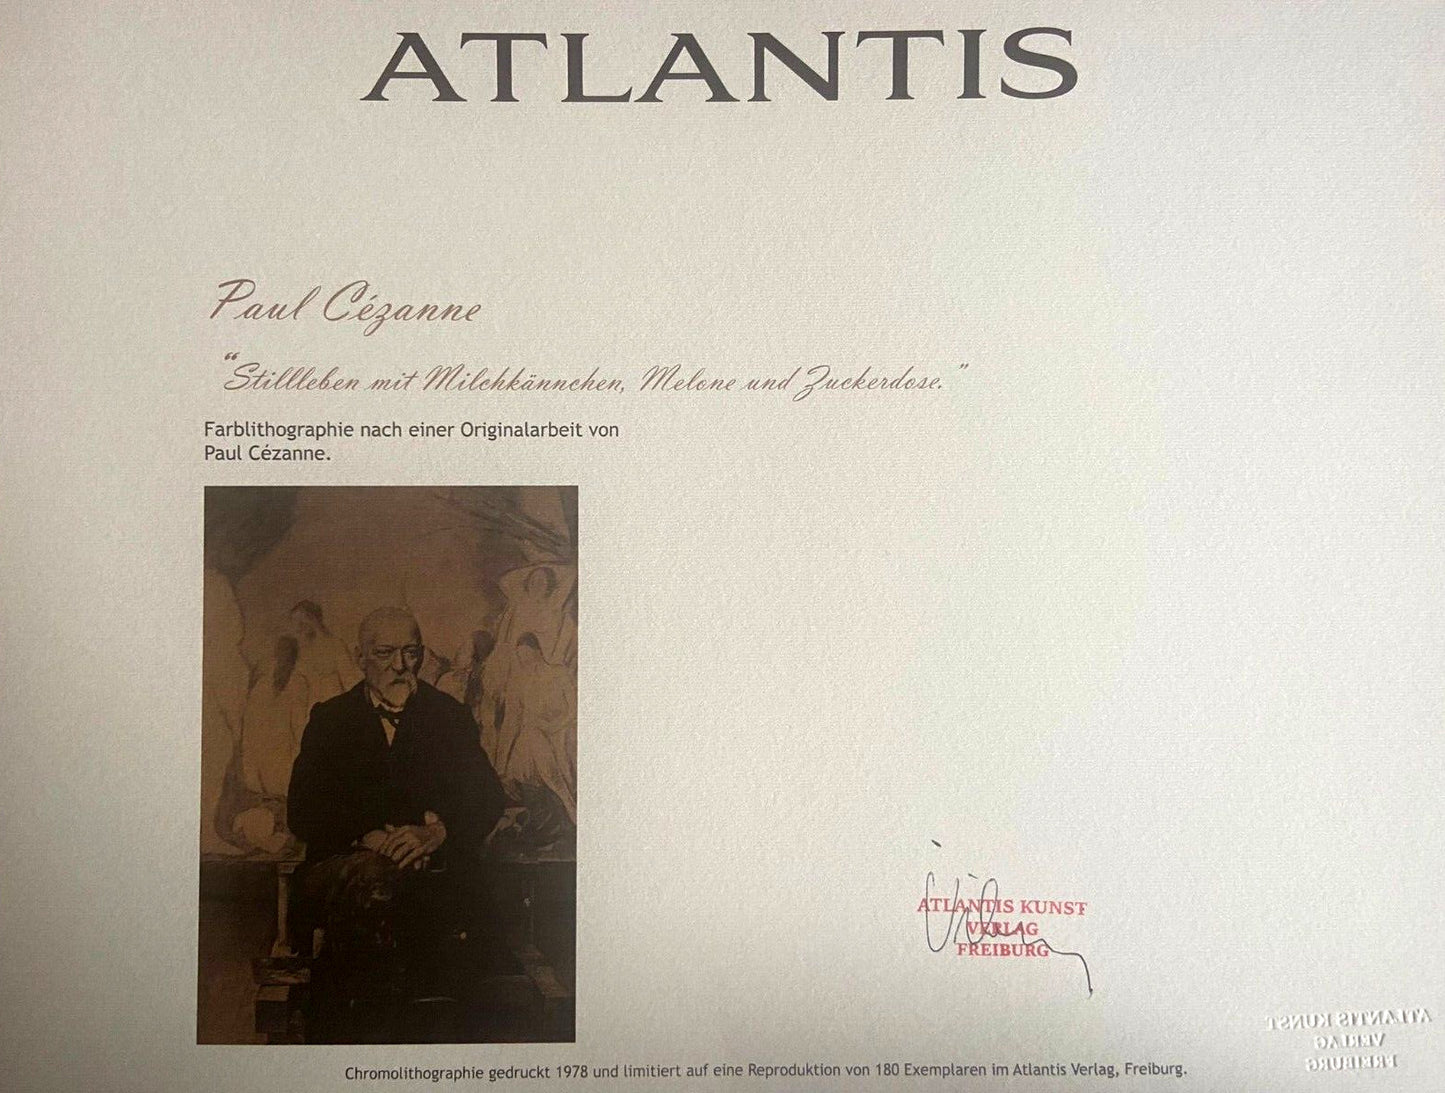 ATLANTIS
Paul Cézanne
"Stillleben mit Milchkännchen, Melone und Zuckerdose."
Farblithographie nach einer Originalarbeit von
Paul Cézanne.
ATLANTIS KUNST
VERLAG
FREIBURG
ATLANTIS KUNST
VERLAG
FREIBURG
Chromolithographie gedruckt 1978 und limitiert auf eine Reproduktion von 180 Exemplaren im Atlantis Verlag, Freiburg.